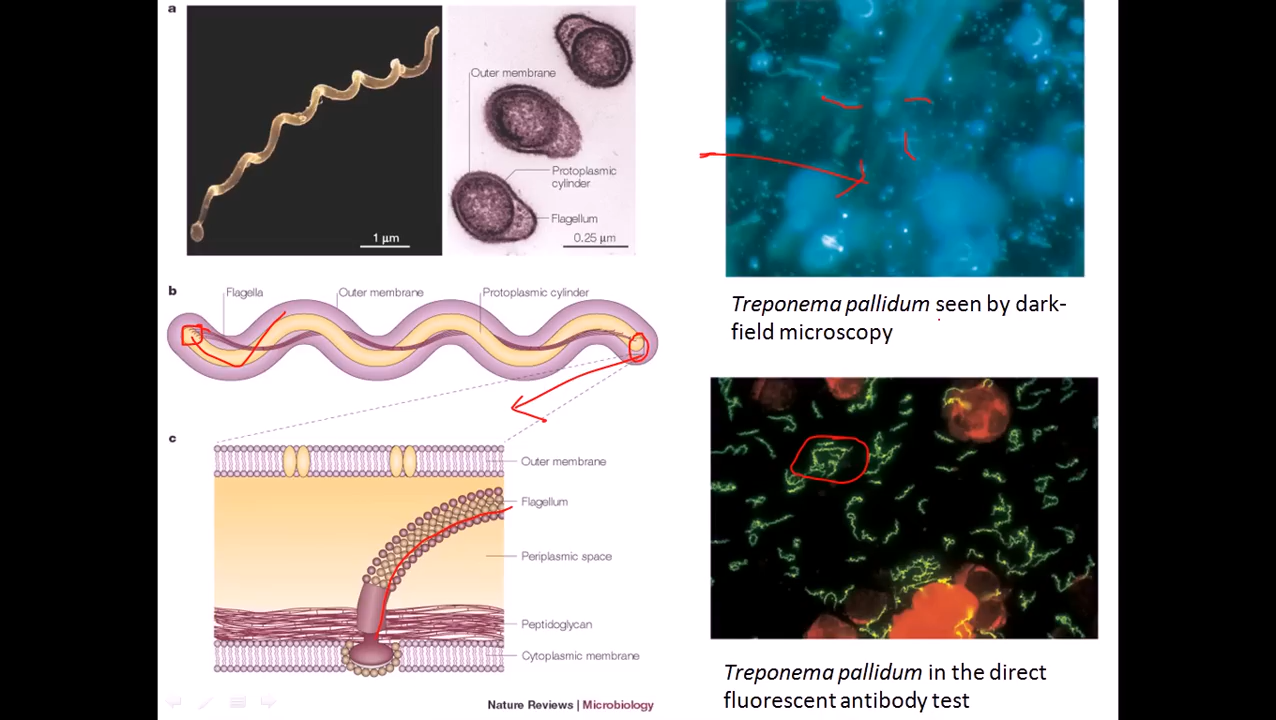 a
Outer membrane
Protoplasmic
cylinder
Flagellum
1 µm
0.25 µm
b
Flagella
Outer membrane
Protoplasmic cylinder
c
Outer membrane
Flagellum
Periplasmic space
Peptidoglycan
Cytoplasmic membrane
Nature Reviews | Microbiology
Treponema pallidum seen by dark-
field microscopy
Treponema pallidum in the direct
fluorescent antibody test